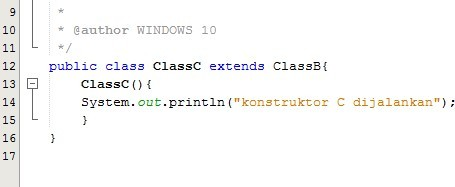 9 *
10 * @author WINDOWS 10
11 */
12 public class ClassC extends ClassB{
13 ClassC(){
14 System.out.println("konstruktor C dijalankan");
15 }
16 }
17